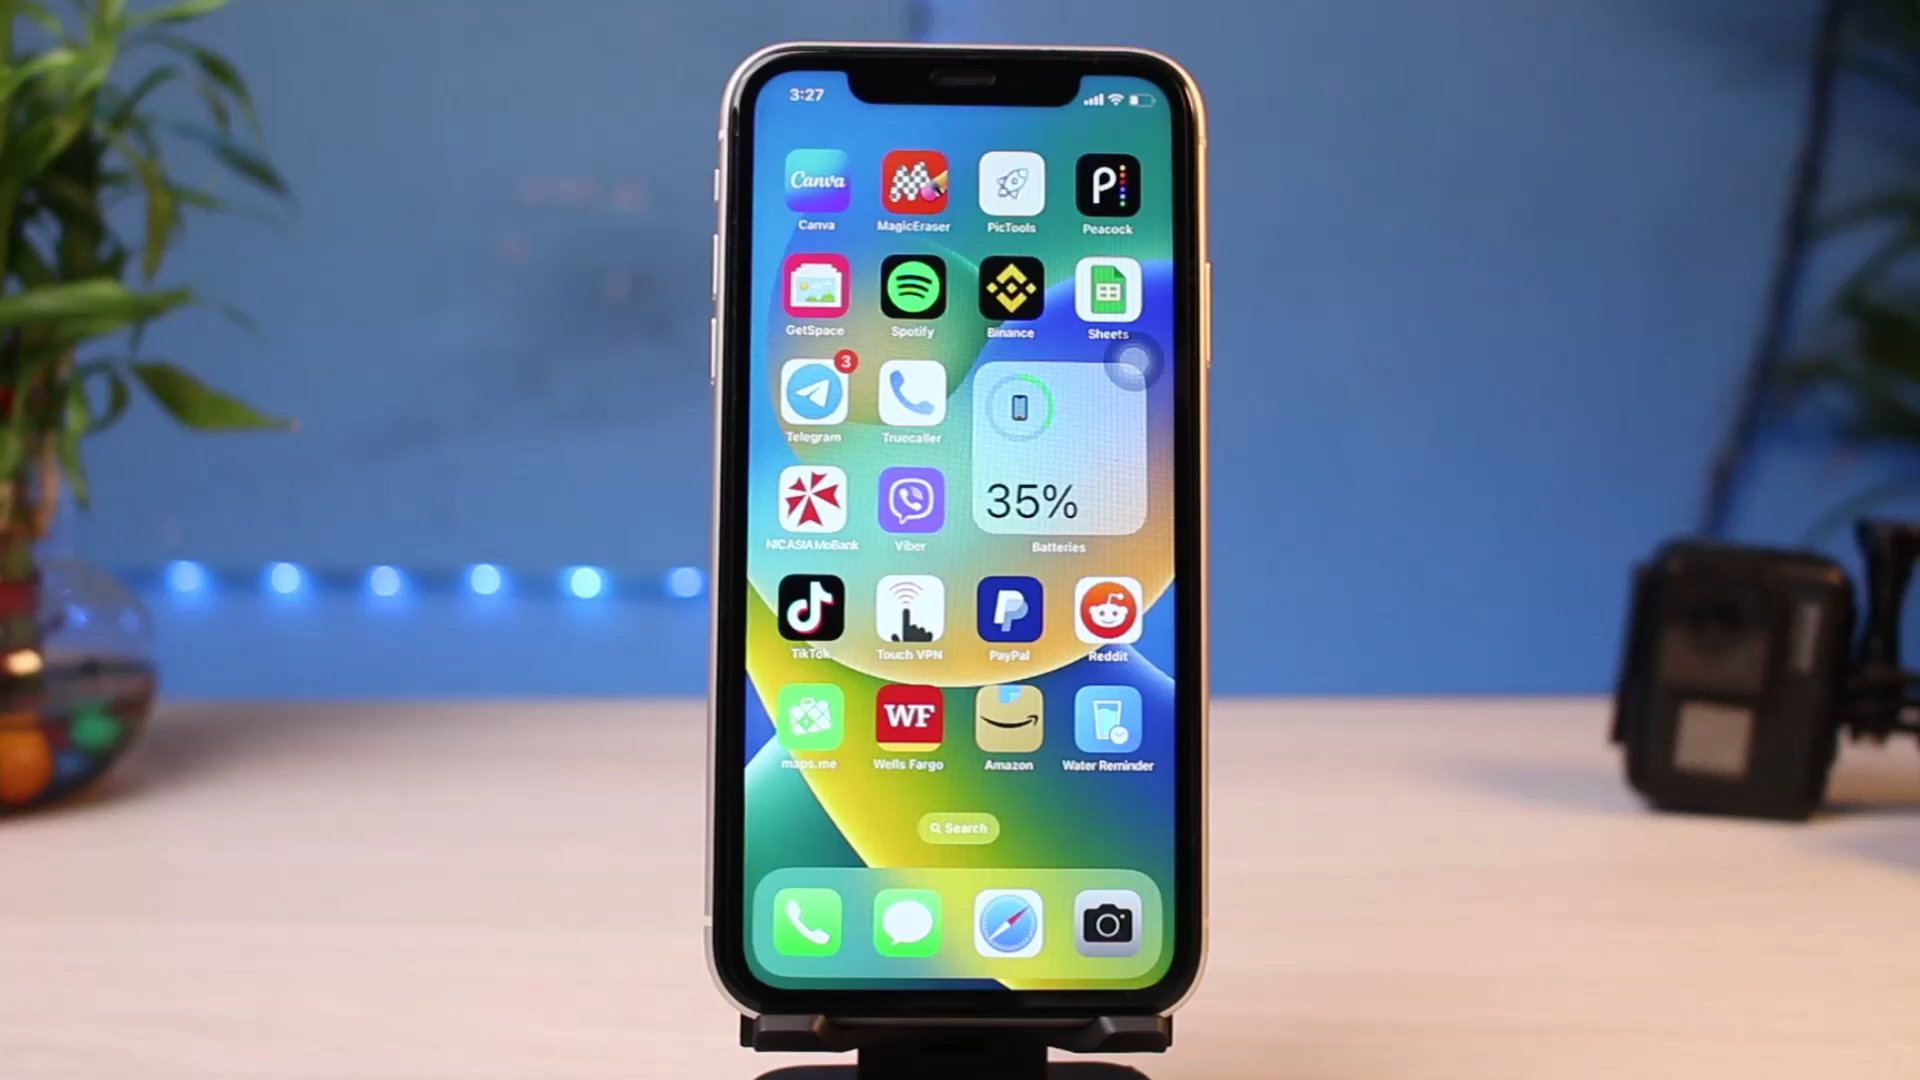 3:27
Canva
Canva MagicEraser PicTools Peacock
GetSpace Spotify Binance Sheets
3
Telegram Truecaller
35%
NICASIAMoBank Viber Batteries
TikTok Touch VPN PayPal Reddit
WF
maps.me Wells Fargo Amazon Water Reminder
Search